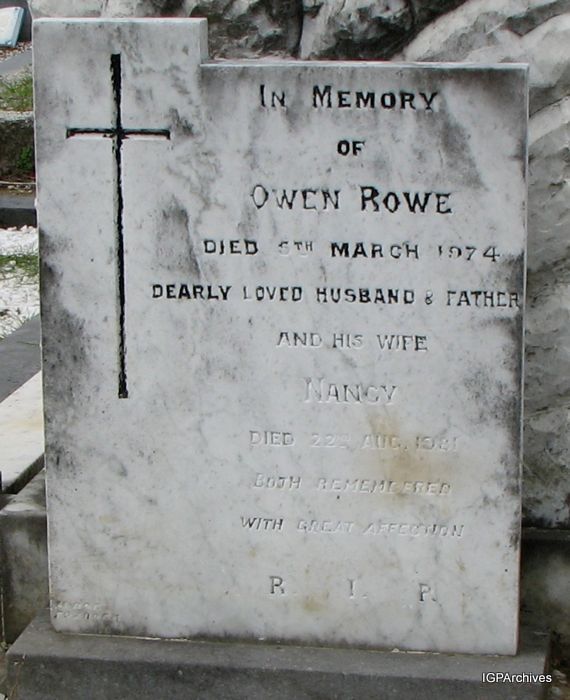 IN MEMORY
OF
OWEN ROWE
DIED 5TH MARCH 1974
DEARLY LOVED HUSBAND & FATHER
AND HIS WIFE
NANCY
DIED 22ND AUG. 1981
BOTH REMEMBERED
WITH GREAT AFFECTION
R. I. P.
IGPArchives